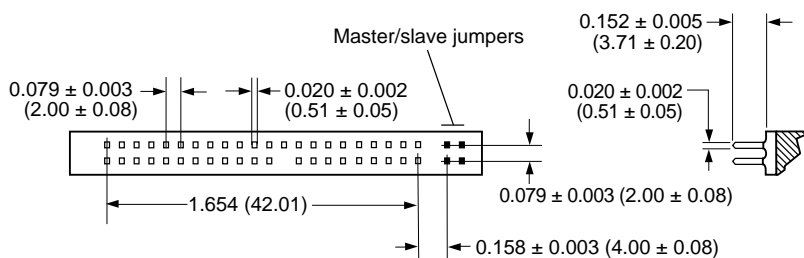 Master/slave jumpers
0.152 ± 0.005
(3.71 ± 0.20)
0.079 ± 0.003
(2.00 ± 0.08)
0.020 ± 0.002
(0.51 ± 0.05)
0.020 ± 0.002
(0.51 ± 0.05)
0.079 ± 0.003 (2.00 ± 0.08)
1.654 (42.01)
0.158 ± 0.003 (4.00 ± 0.08)